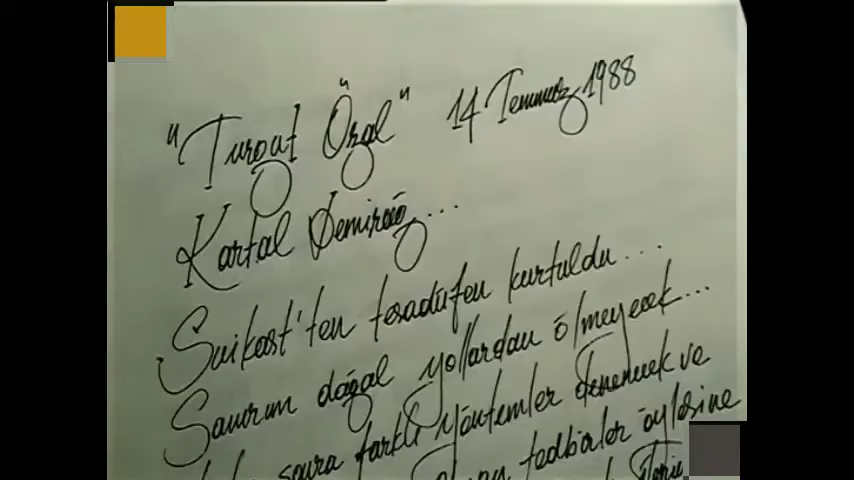 "Turgut Özal" 14 Temmuz 1988
Kartal Demirağ...
Suikast'ten tesadüfen kurtuldu...
Sanırım doğal yollardan ölmeyecek...
sonra farklı yöntemler denenecek ve
tedbirler öylesine